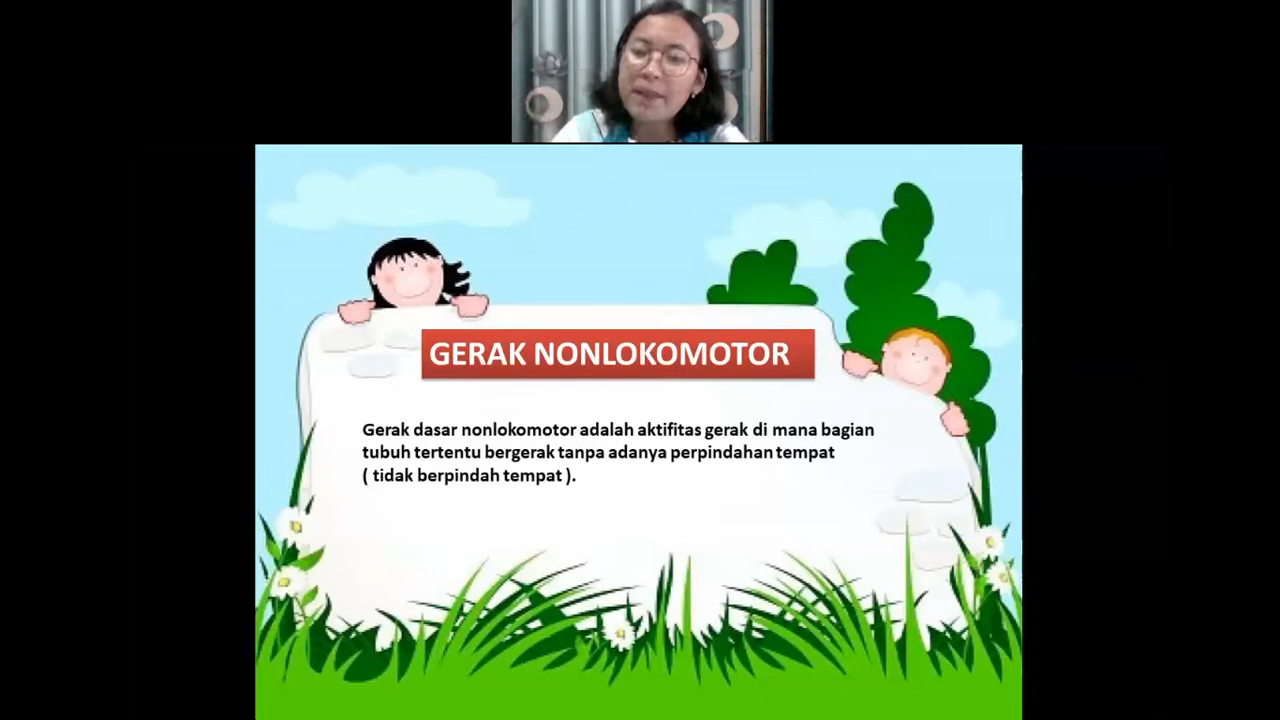 GERAK NONLOKOMOTOR
Gerak dasar nonlokomotor adalah aktifitas gerak di mana bagian
tubuh tertentu bergerak tanpa adanya perpindahan tempat
( tidak berpindah tempat ).